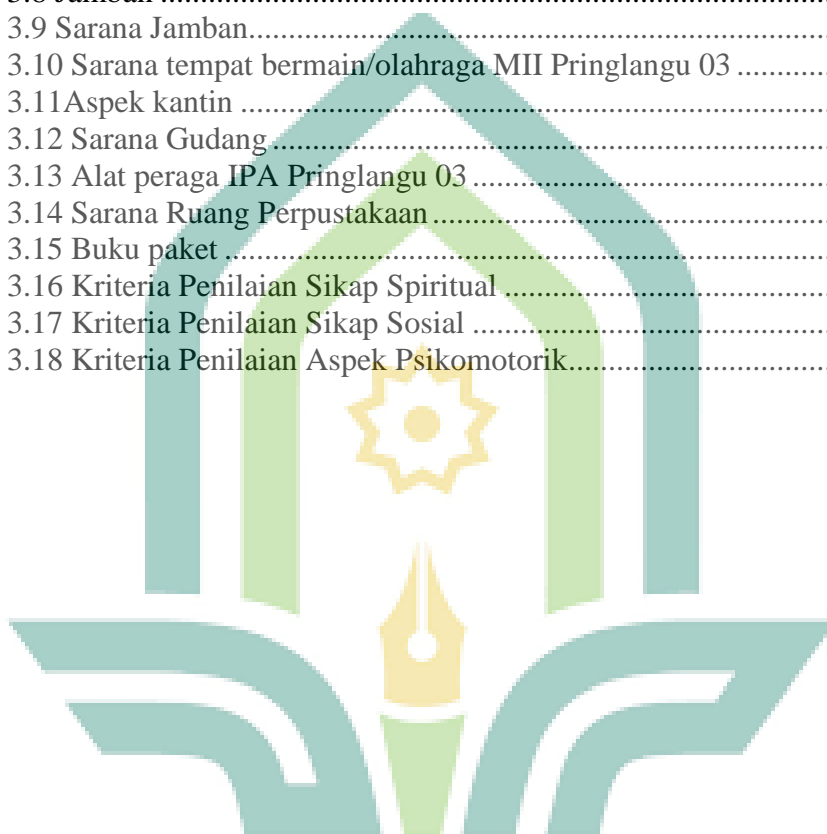 3.9 Sarana Jamban..................................................................
3.10 Sarana tempat bermain/olahraga MII Pringlangu 03 ...........
3.11Aspek kantin ...................................................................
3.12 Sarana Gudang................................................................
3.13 Alat peraga IPA Pringlangu 03 ..........................................
3.14 Sarana Ruang Perpustakaan ..............................................
3.15 Buku paket .....................................................................
3.16 Kriteria Penilaian Sikap Spiritual .......................................
3.17 Kriteria Penilaian Sikap Sosial ...........................................
3.18 Kriteria Penilaian Aspek Psikomotorik...............................